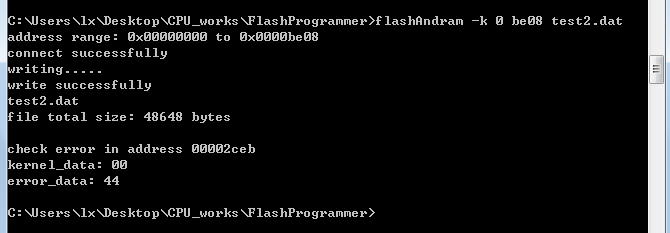 C:\Users\lx\Desktop\CPU_works\FlashProgrammer>flashAndram -k 0 be08 test2.dat
address range: 0x00000000 to 0x0000be08
connect successfully
writing.....
write successfully
test2.dat
file total size: 48648 bytes
check error in address 00002ceb
kernel_data: 00
error_data: 44
C:\Users\lx\Desktop\CPU_works\FlashProgrammer>